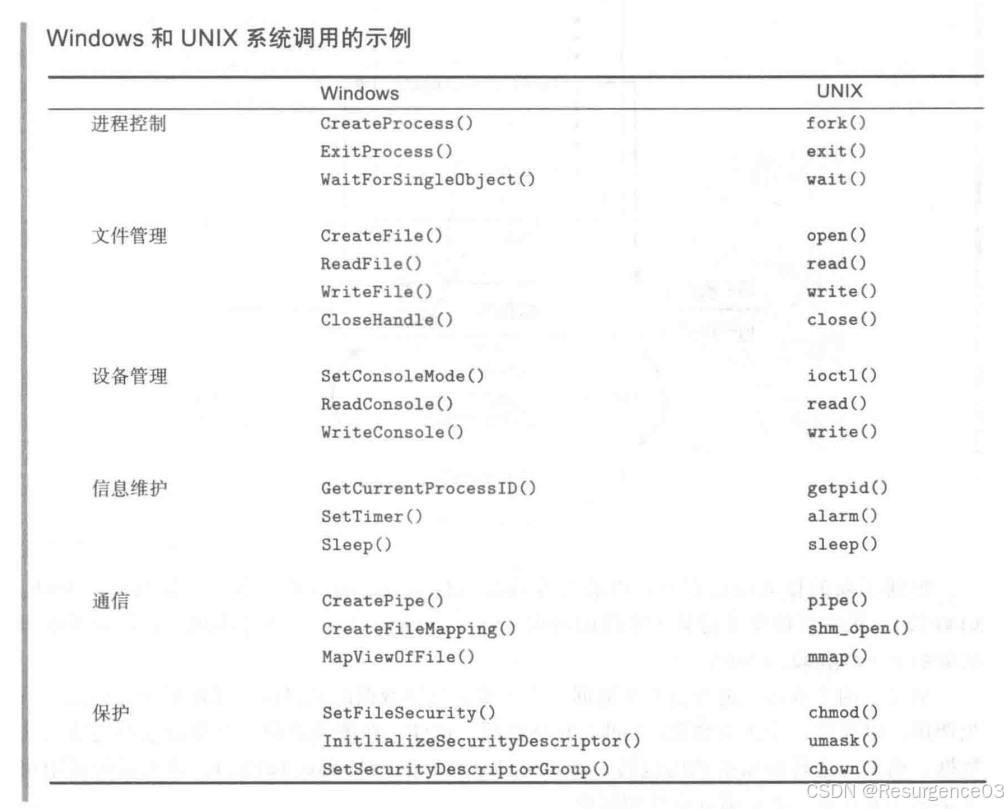 Windows 和 UNIX 系统调用的示例
Windows UNIX
进程控制 CreateProcess() fork()
ExitProcess() exit()
WaitForSingleObject() wait()
文件管理 CreateFile() open()
ReadFile() read()
WriteFile() write()
CloseHandle() close()
设备管理 SetConsoleMode() ioctl()
ReadConsole() read()
WriteConsole() write()
信息维护 GetCurrentProcessID() getpid()
SetTimer() alarm()
Sleep() sleep()
通信 CreatePipe() pipe()
CreateFileMapping() shm_open()
MapViewOfFile() mmap()
保护 SetFileSecurity() chmod()
InitializeSecurityDescriptor() umask()
SetSecurityDescriptorGroup() chown()
CSDN @Resurgence03